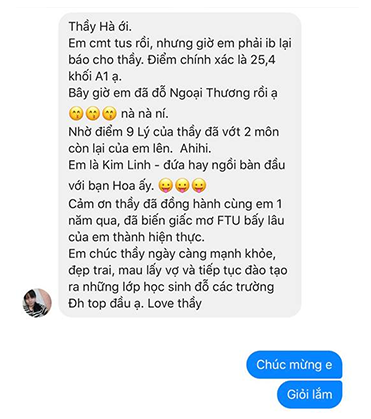 Thầy Hà ới.
Em cmt tus rồi, nhưng giờ em phải ib lại
báo cho thầy. Điểm chính xác là 25,4
khối A1 ạ.
Bây giờ em đã đỗ Ngoại Thương rồi ạ
😙😙😙 nà nà ní.
Nhờ điểm 9 Lý của thầy đã vớt 2 môn
còn lại của em lên. Ahihi.
Em là Kim Linh - đứa hay ngồi bàn đầu
với bạn Hoa ấy. 😜😜😜
Cảm ơn thầy đã đồng hành cùng em 1
năm qua, đã biến giấc mơ FTU bấy lâu
của em thành hiện thực.
Em chúc thầy ngày càng mạnh khỏe,
đẹp trai, mau lấy vợ và tiếp tục đào tạo
ra những lớp học sinh đỗ các trường
Đh top đầu ạ. Love thầy
Chúc mừng e
Giỏi lắm